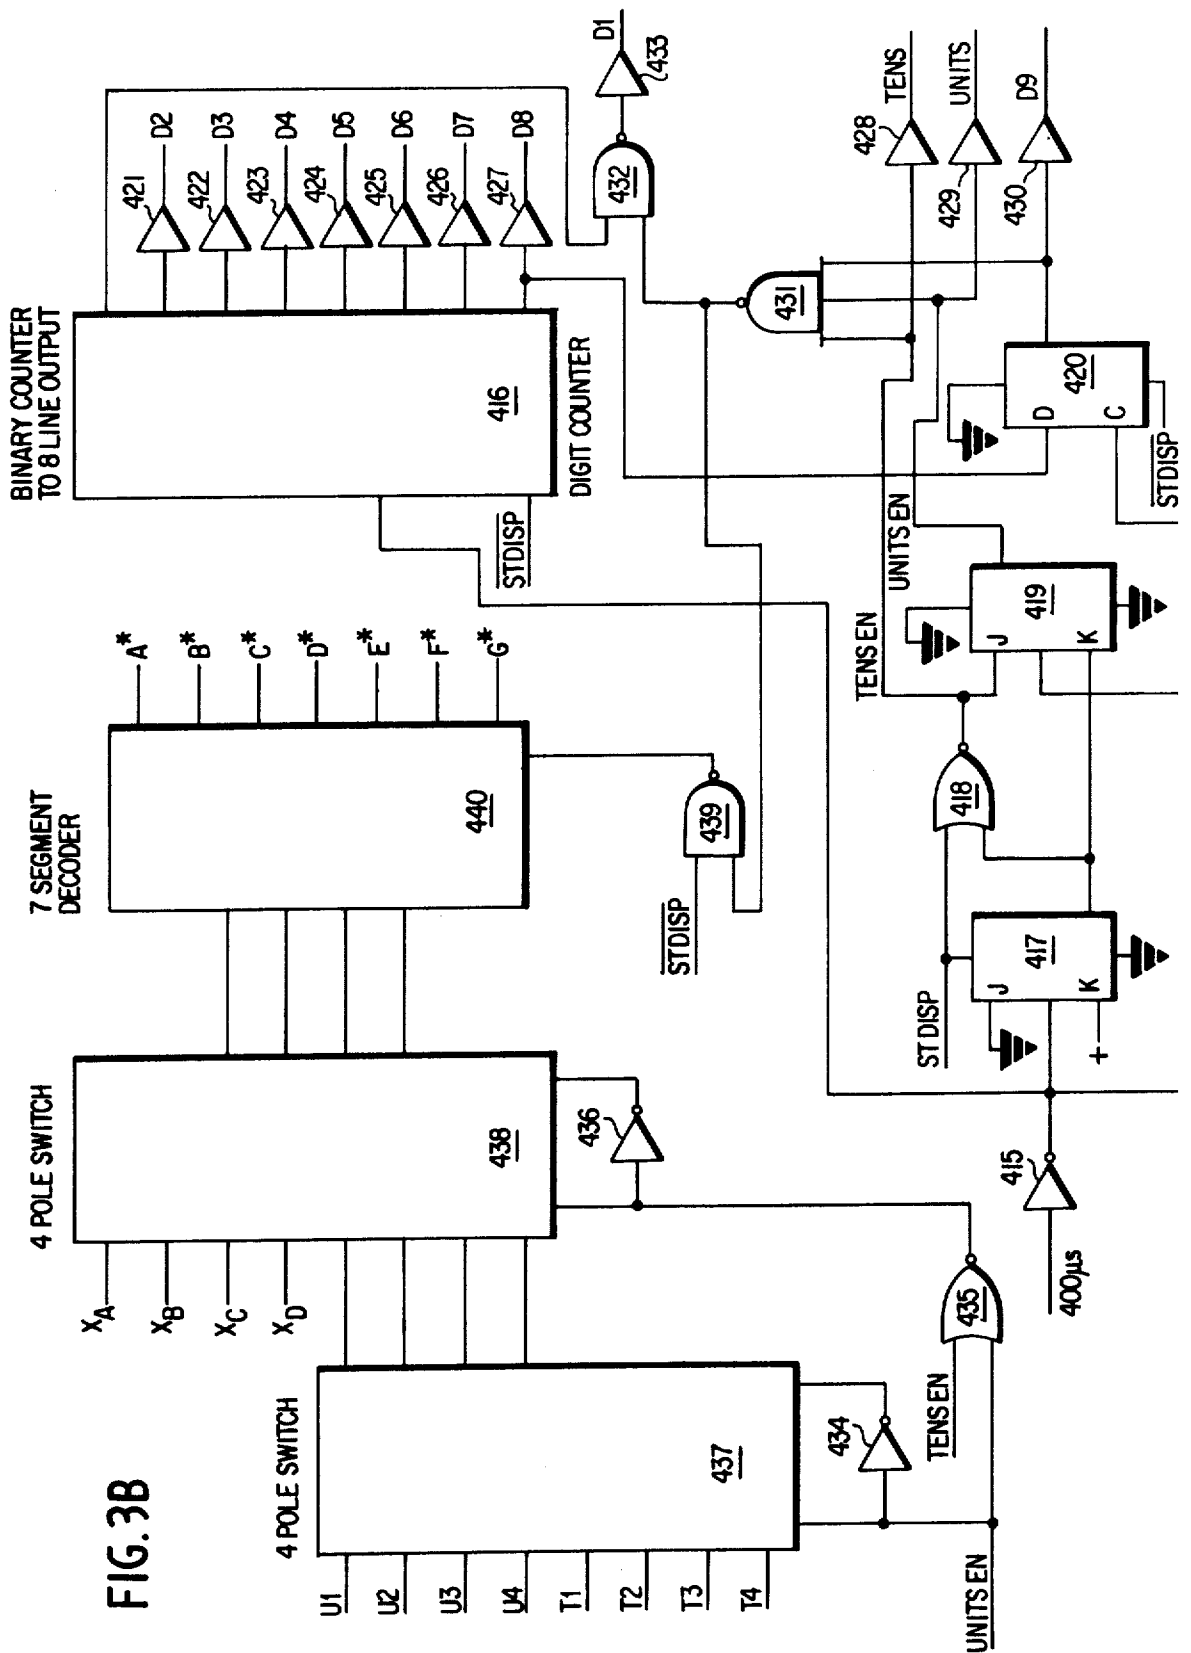 FIG. 3B
4 POLE SWITCH
437
U1
U2
U3
U4
T1
T2
T3
T4
UNITS EN
434
TENS EN
435
4 POLE SWITCH
438
XA
XB
XC
XD
436
400µs
415
7 SEGMENT
DECODER
440
A*
B*
C*
D*
E*
F*
G*
STDISP
439
ST DISP
J
417
K
+
418
TENS EN
UNITS EN
J
419
K
BINARY COUNTER
TO 8 LINE OUTPUT
416
DIGIT COUNTER
STDISP
421
D2
422
D3
423
D4
424
D5
425
D6
426
D7
427
D8
432
433
D1
431
D
420
C
STDISP
428
TENS
429
UNITS
430
D9